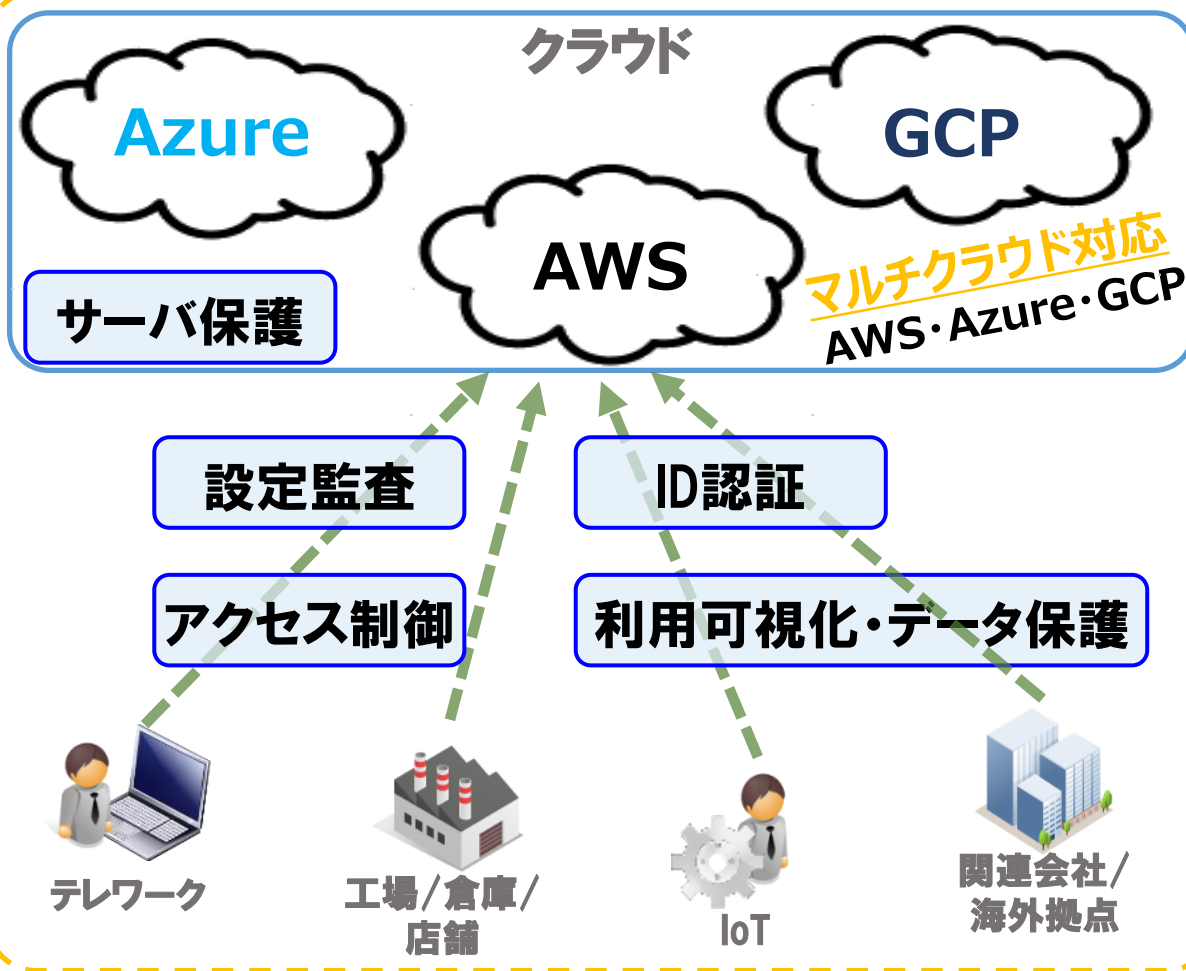 クラウド
Azure
GCP
AWS
マルチクラウド対応
AWS・Azure・GCP
サーバ保護
設定監査
ID認証
アクセス制御
利用可視化・データ保護
テレワーク
工場/倉庫/
店舗
IoT
関連会社/
海外拠点